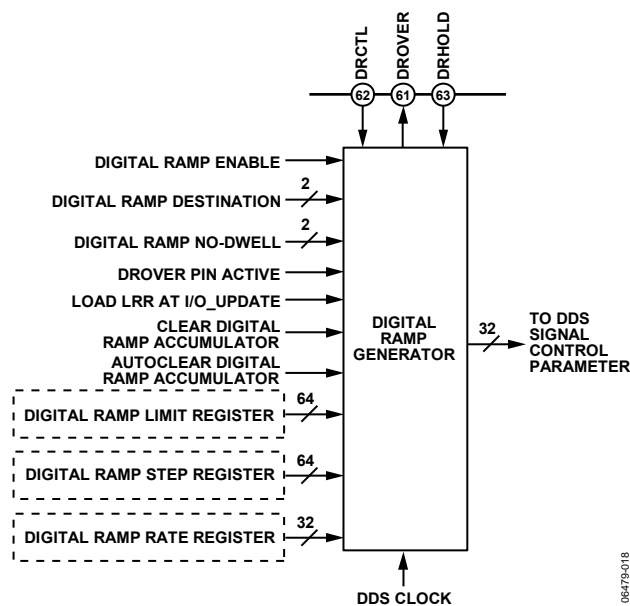 DRCTL
DROVER
DRHOLD
62
61
63
DIGITAL RAMP ENABLE
2
DIGITAL RAMP DESTINATION
2
DIGITAL RAMP NO-DWELL
DROVER PIN ACTIVE
LOAD LRR AT I/O_UPDATE
CLEAR DIGITAL
RAMP ACCUMULATOR
AUTOCLEAR DIGITAL
RAMP ACCUMULATOR
64
DIGITAL RAMP LIMIT REGISTER
64
DIGITAL RAMP STEP REGISTER
32
DIGITAL RAMP RATE REGISTER
DIGITAL
RAMP
GENERATOR
32
TO DDS
SIGNAL
CONTROL
PARAMETER
DDS CLOCK
06479-018